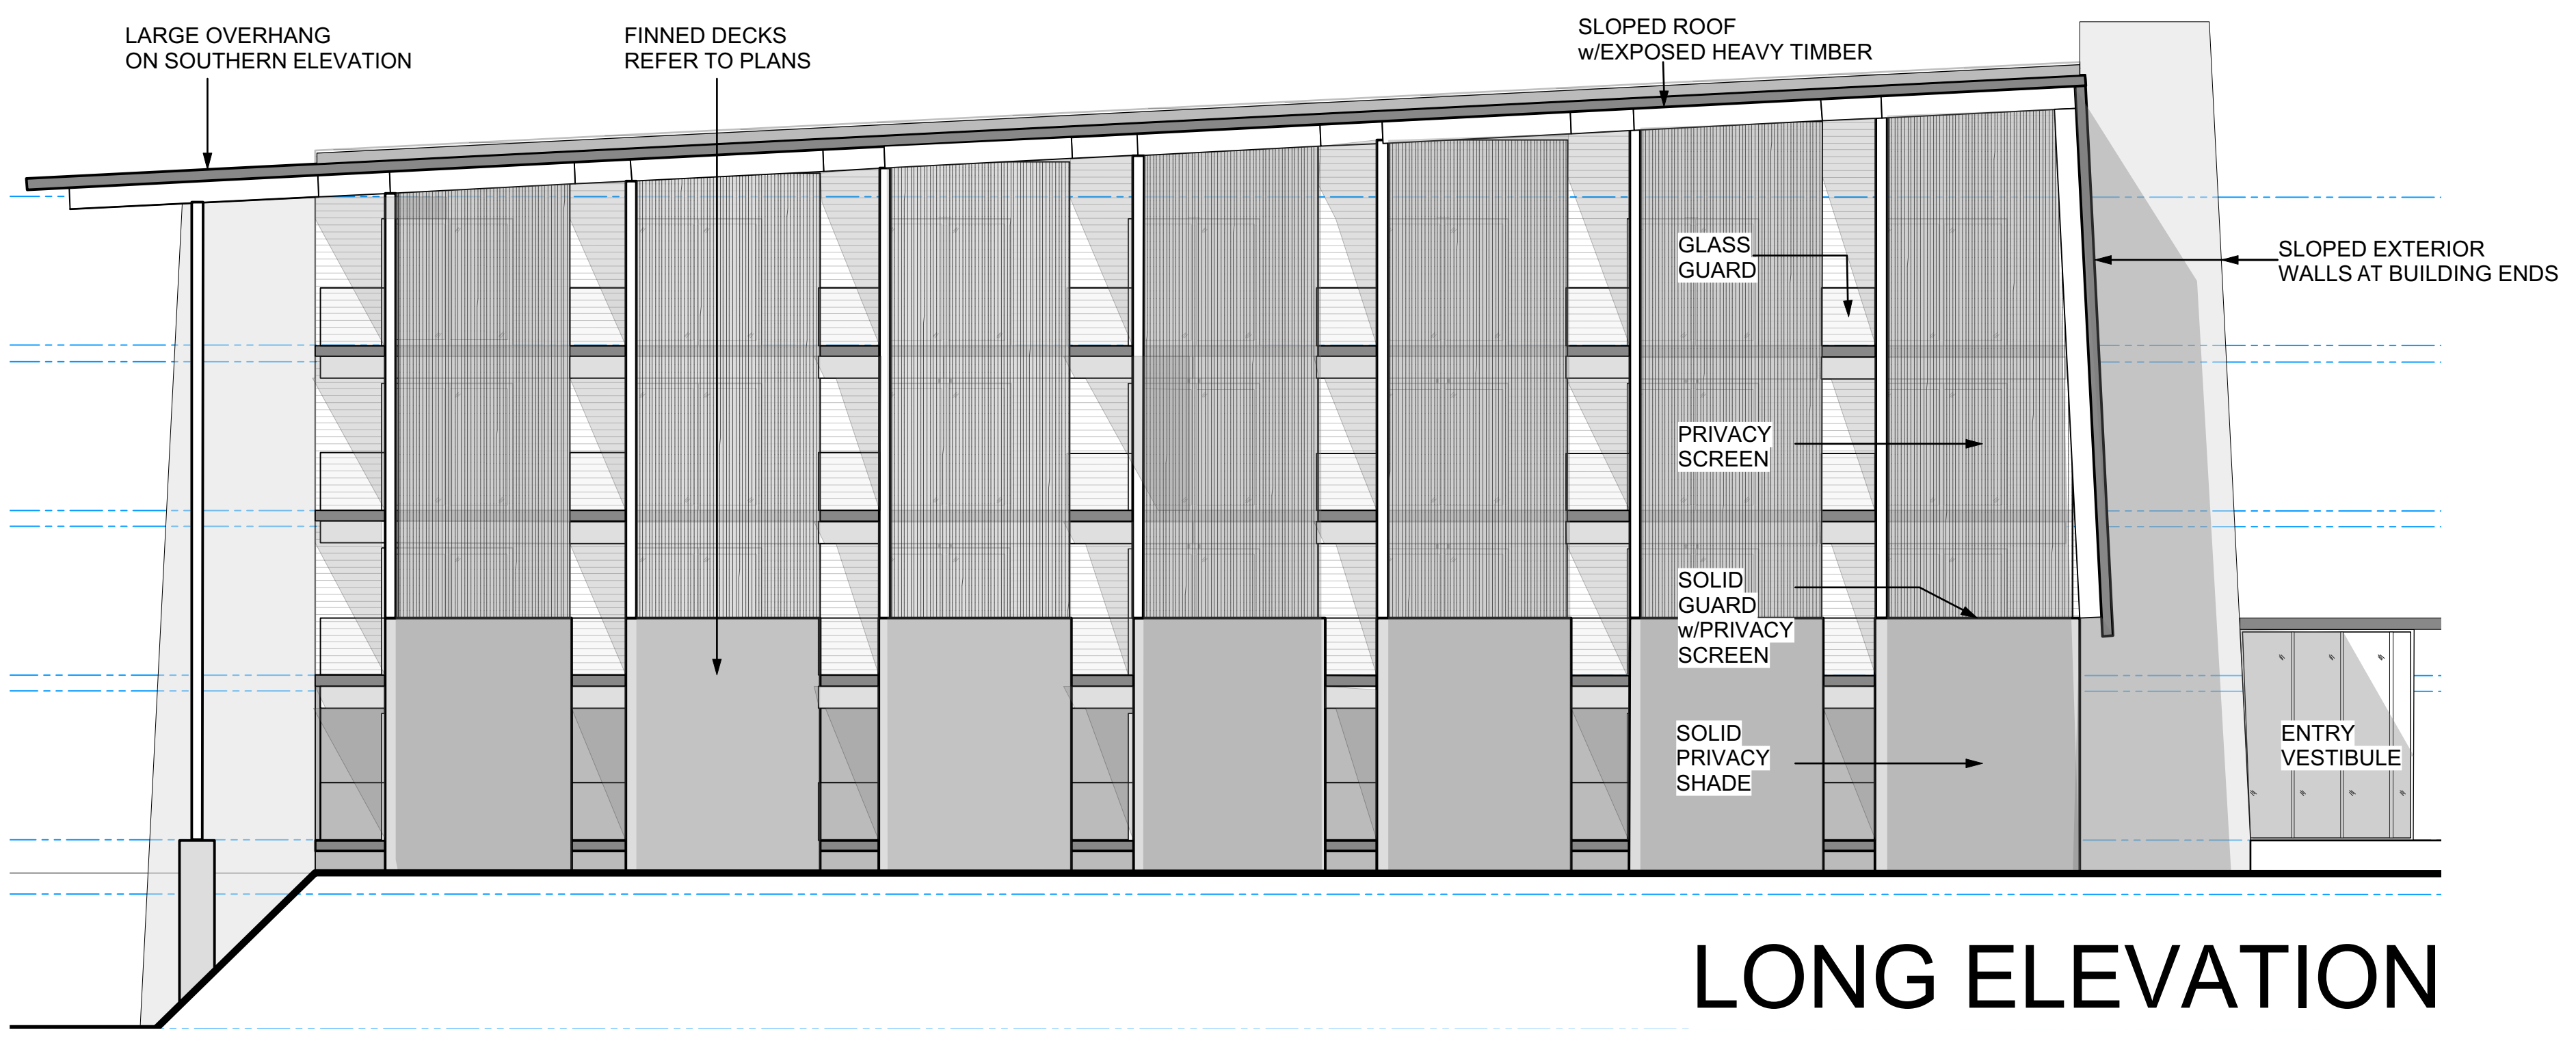 LARGE OVERHANG
ON SOUTHERN ELEVATION
FINNED DECKS
REFER TO PLANS
SLOPED ROOF
w/EXPOSED HEAVY TIMBER
GLASS
GUARD
SLOPED EXTERIOR
WALLS AT BUILDING ENDS
PRIVACY
SCREEN
SOLID
GUARD
w/PRIVACY
SCREEN
SOLID
PRIVACY
SHADE
ENTRY
VESTIBULE
LONG ELEVATION